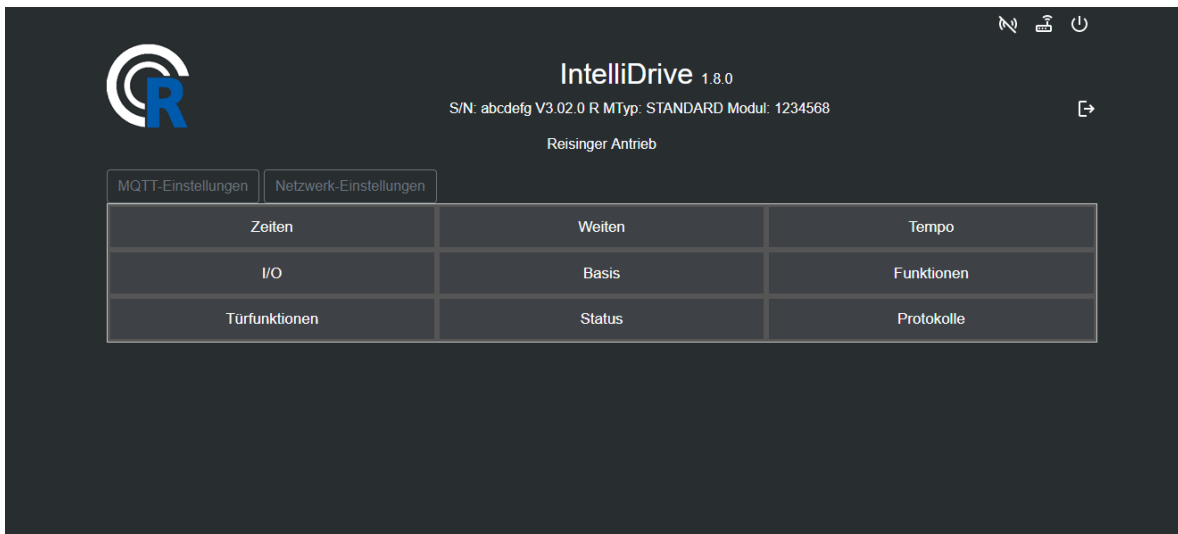 R
IntelliDrive 1.8.0
S/N: abcdefg V3.02.0 R MTyp: STANDARD Modul: 1234568
Reisinger Antrieb
MQTT-Einstellungen Netzwerk-Einstellungen
Zeiten Weiten Tempo
I/O Basis Funktionen
Türfunktionen Status Protokolle